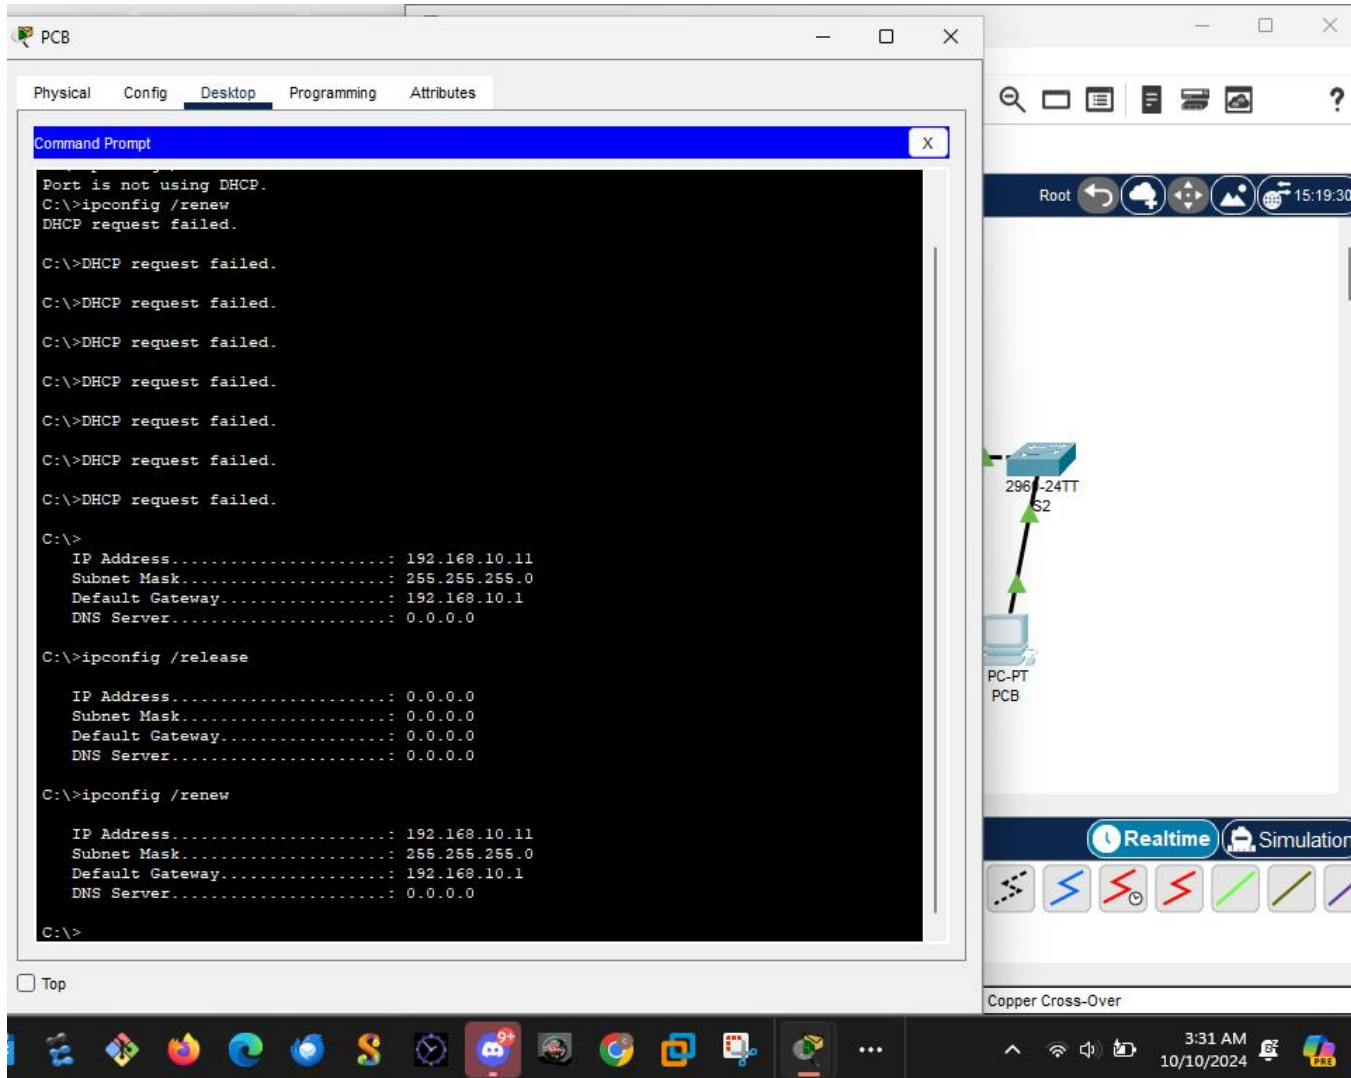 PCB
Physical Config Desktop Programming Attributes
Command Prompt
X
Port is not using DHCP.
C:\>ipconfig /renew
DHCP request failed.
C:\>DHCP request failed.
C:\>DHCP request failed.
C:\>DHCP request failed.
C:\>DHCP request failed.
C:\>DHCP request failed.
C:\>DHCP request failed.
C:\>DHCP request failed.
C:\>
IP Address......................: 192.168.10.11
Subnet Mask.....................: 255.255.255.0
Default Gateway.................: 192.168.10.1
DNS Server......................: 0.0.0.0
C:\>ipconfig /release
IP Address......................: 0.0.0.0
Subnet Mask.....................: 0.0.0.0
Default Gateway.................: 0.0.0.0
DNS Server......................: 0.0.0.0
C:\>ipconfig /renew
IP Address......................: 192.168.10.11
Subnet Mask.....................: 255.255.255.0
Default Gateway.................: 192.168.10.1
DNS Server......................: 0.0.0.0
C:\>
Top
?
Root
15:19:30
2960-24TT
S2
PC-PT
PCB
Realtime
Simulation
Copper Cross-Over
9+
3:31 AM
10/10/2024
PRE